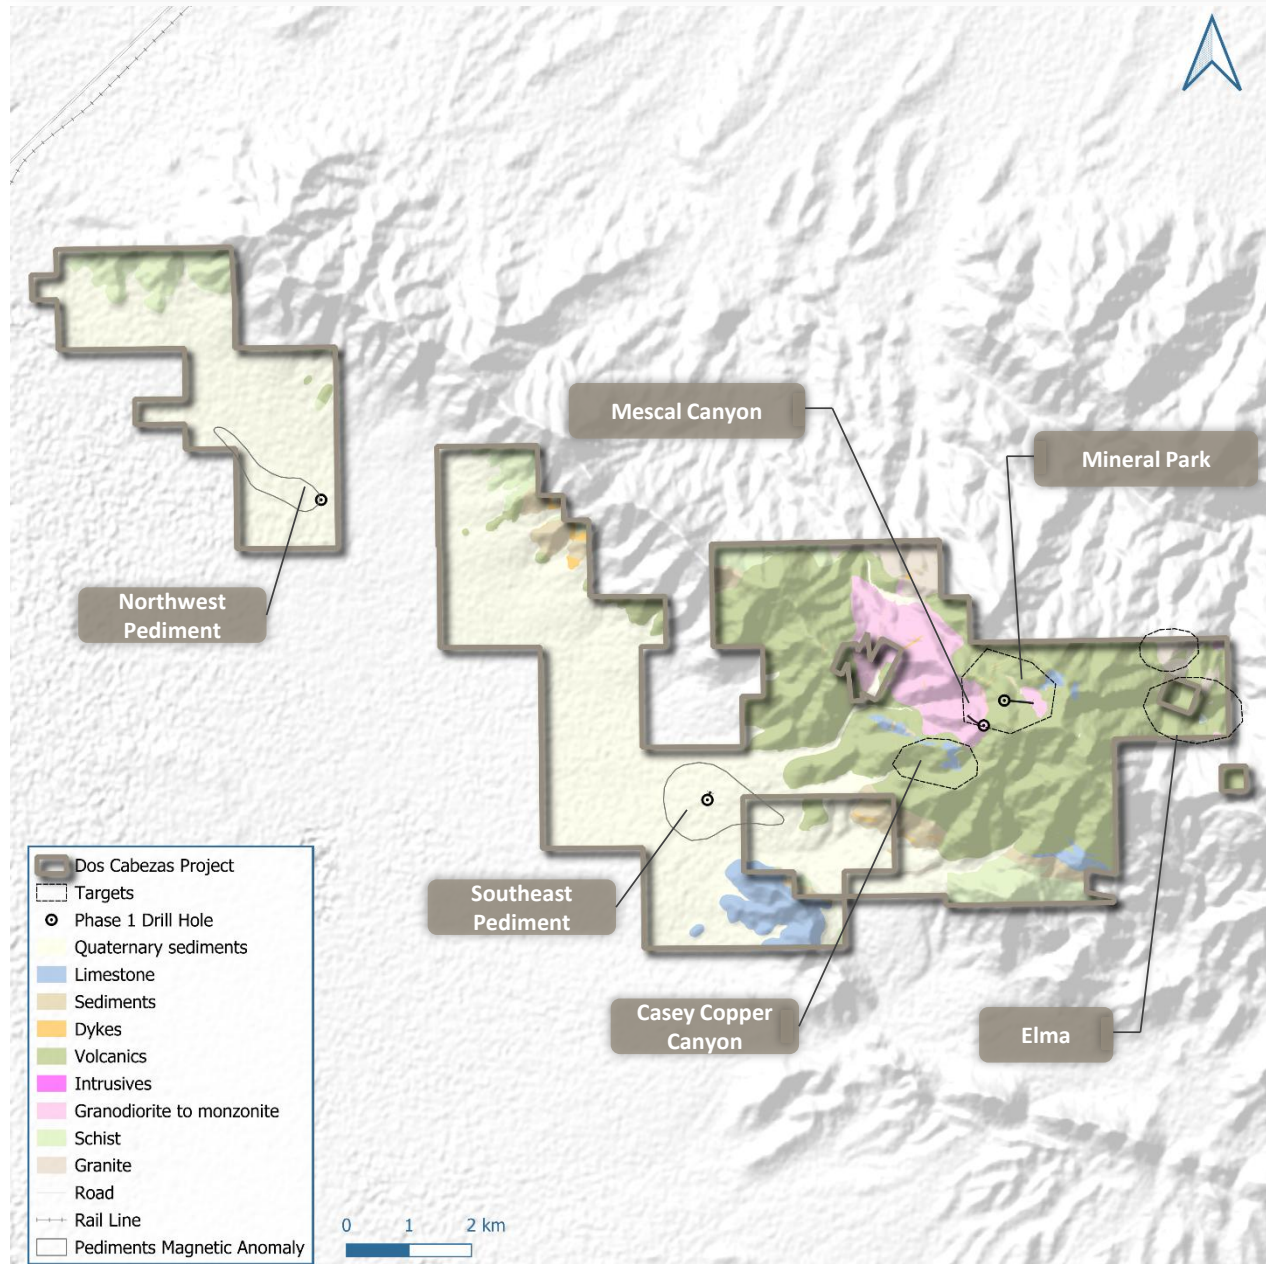 Mescal Canyon
Mineral Park
Northwest
Pediment
Southeast
Pediment
Casey Copper
Canyon
Elma
Dos Cabezas Project
Targets
Phase 1 Drill Hole
Quaternary sediments
Limestone
Sediments
Dykes
Volcanics
Intrusives
Granodiorite to monzonite
Schist
Granite
Road
Rail Line
Pediments Magnetic Anomaly
0 1 2 km